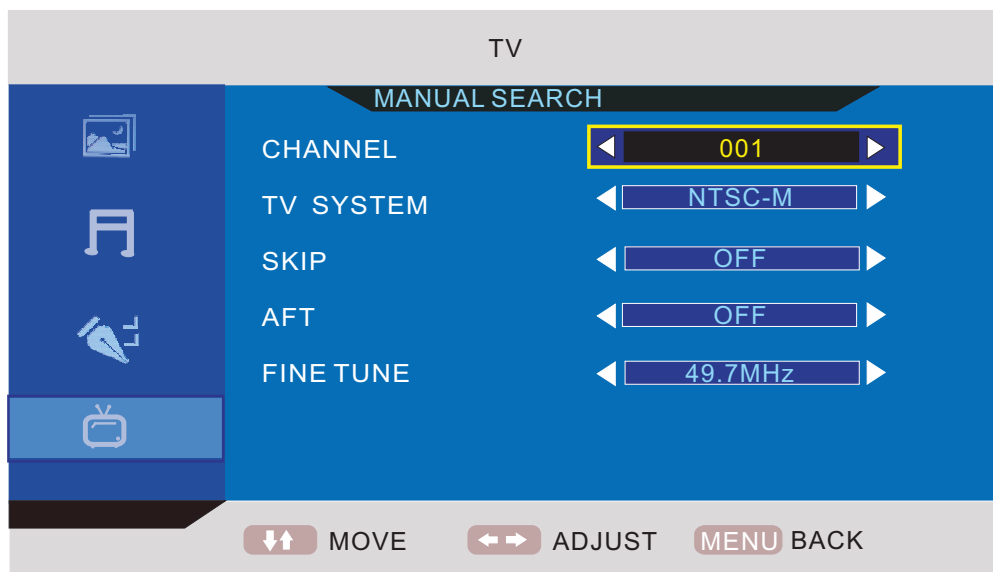 TV
MANUAL SEARCH
CHANNEL 001
TV SYSTEM NTSC-M
SKIP OFF
AFT OFF
FINE TUNE 49.7MHz
MOVE ADJUST MENU BACK